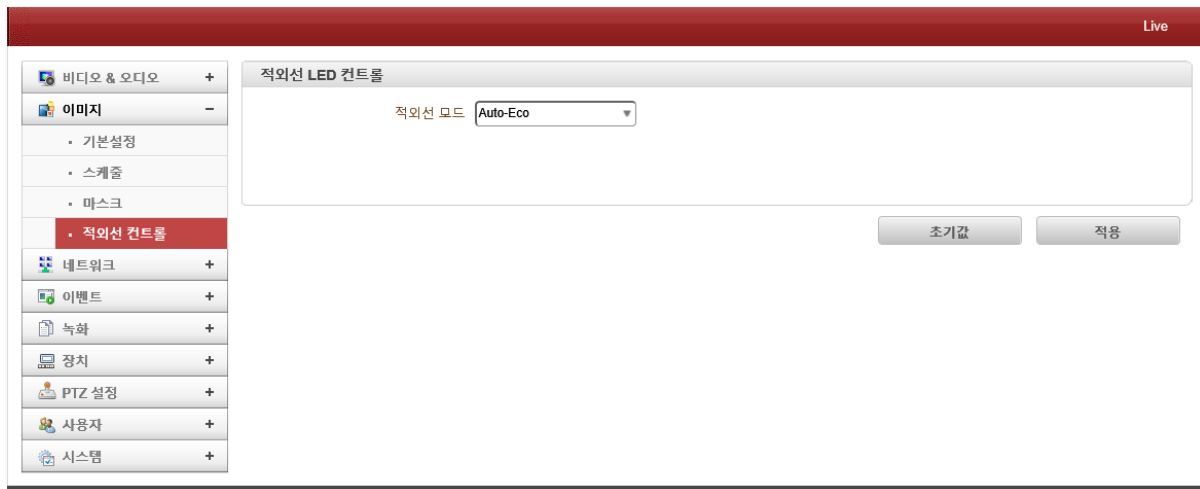 Live
비디오 & 오디오 +
이미지 -
기본설정
스케줄
마스크
적외선 컨트롤
네트워크 +
이벤트 +
녹화 +
장치 +
PTZ 설정 +
사용자 +
시스템 +
적외선 LED 컨트롤
적외선 모드 Auto-Eco
초기값 적용